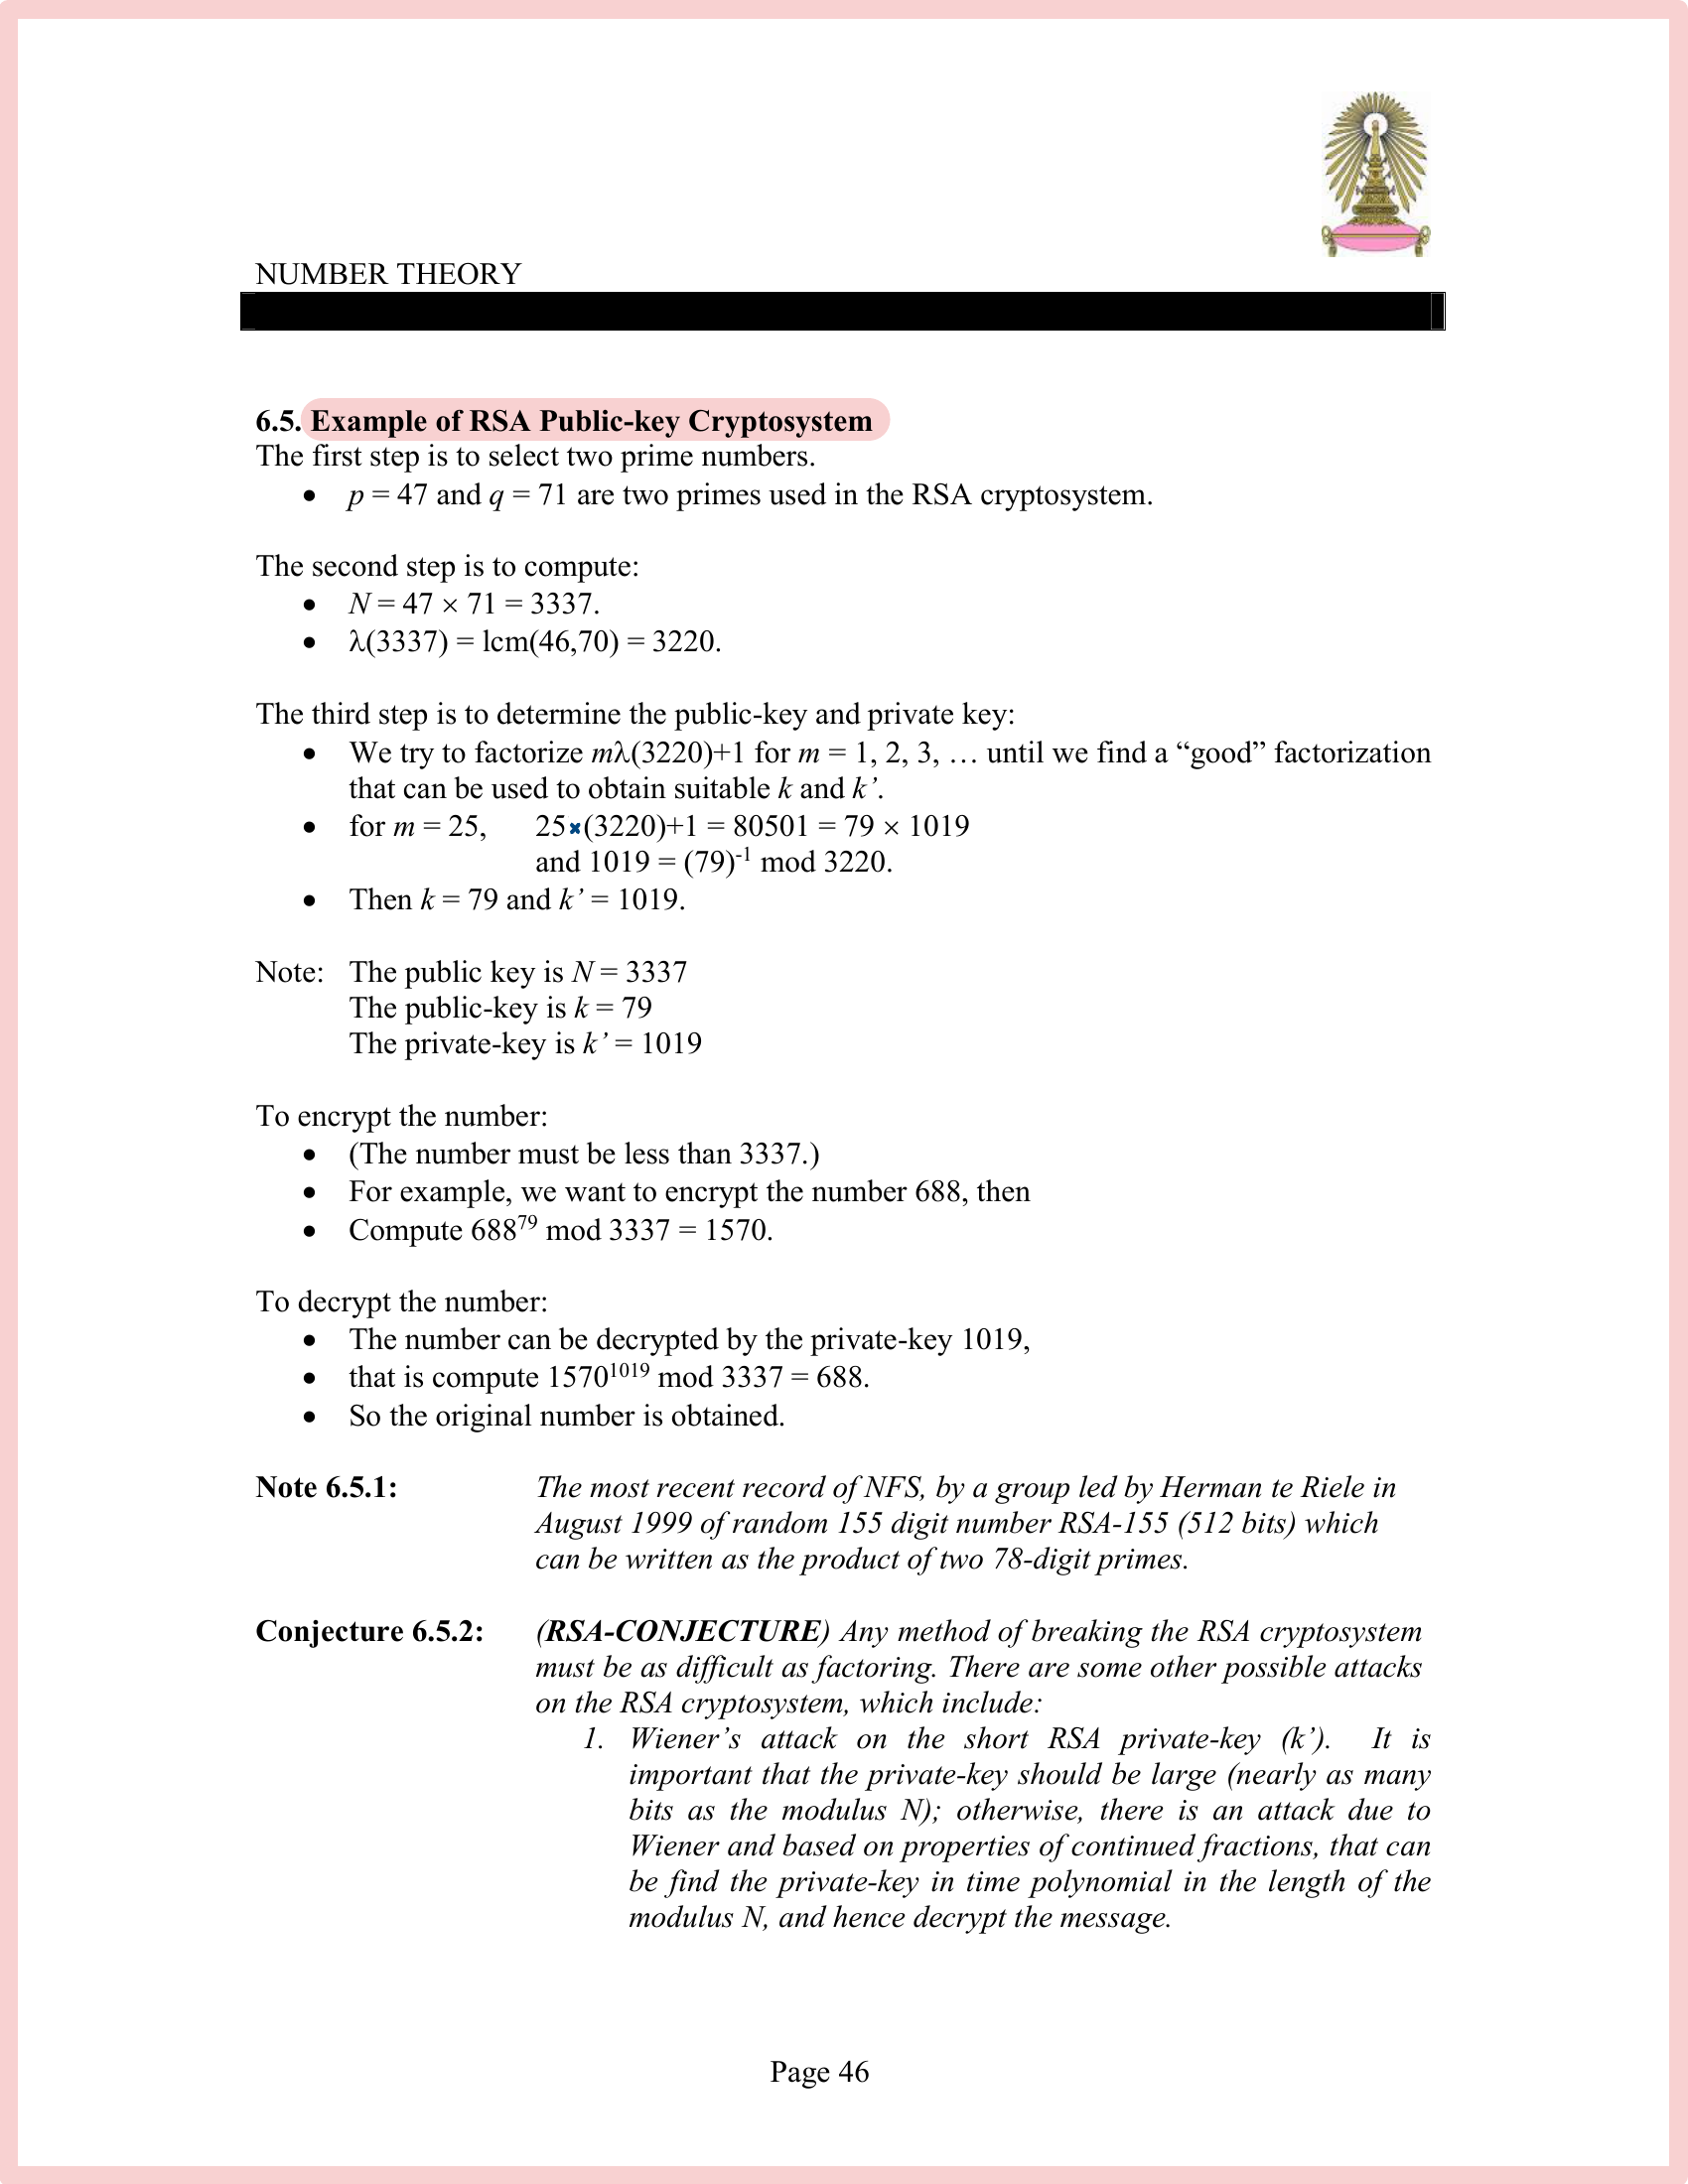 NUMBER THEORY
6.5. Example of RSA Public-key Cryptosystem
The first step is to select two prime numbers.
• p = 47 and q = 71 are two primes used in the RSA cryptosystem.
The second step is to compute:
• N = 47 × 71 = 3337.
• λ(3337) = lcm(46,70) = 3220.
The third step is to determine the public-key and private key:
• We try to factorize mλ(3220)+1 for m = 1, 2, 3, … until we find a “good” factorization
that can be used to obtain suitable k and k’.
• for m = 25, 25×(3220)+1 = 80501 = 79 × 1019
and 1019 = (79)⁻¹ mod 3220.
• Then k = 79 and k’ = 1019.
Note: The public key is N = 3337
The public-key is k = 79
The private-key is k’ = 1019
To encrypt the number:
• (The number must be less than 3337.)
• For example, we want to encrypt the number 688, then
• Compute 688⁷⁹ mod 3337 = 1570.
To decrypt the number:
• The number can be decrypted by the private-key 1019,
• that is compute 1570¹⁰¹⁹ mod 3337 = 688.
• So the original number is obtained.
Note 6.5.1: The most recent record of NFS, by a group led by Herman te Riele in
August 1999 of random 155 digit number RSA-155 (512 bits) which
can be written as the product of two 78-digit primes.
Conjecture 6.5.2: (RSA-CONJECTURE) Any method of breaking the RSA cryptosystem
must be as difficult as factoring. There are some other possible attacks
on the RSA cryptosystem, which include:
1. Wiener’s attack on the short RSA private-key (k’). It is
important that the private-key should be large (nearly as many
bits as the modulus N); otherwise, there is an attack due to
Wiener and based on properties of continued fractions, that can
be find the private-key in time polynomial in the length of the
modulus N, and hence decrypt the message.
Page 46